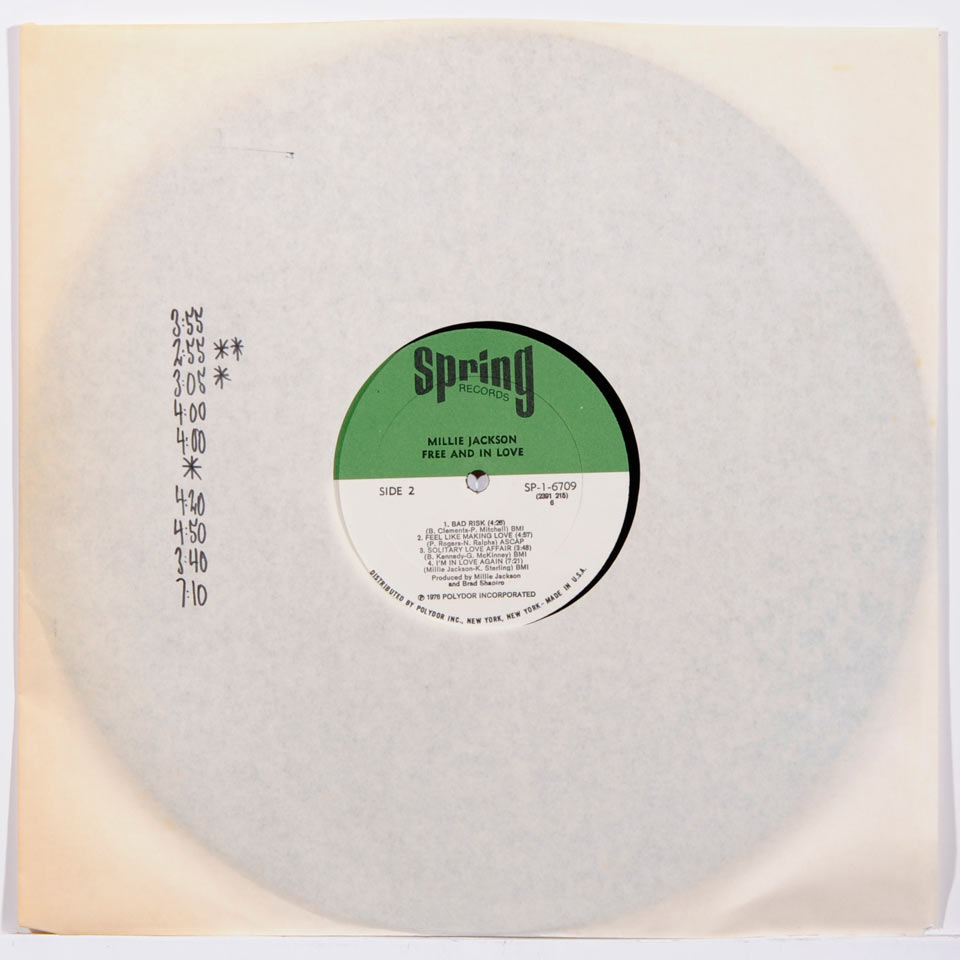 3:55
2:55 **
3:05 *
4:00
4:00
*
4:20
4:50
3:40
7:10
Spring
RECORDS
MILLIE JACKSON
FREE AND IN LOVE
SIDE 2
SP-1-6709
(2391 215)
6
1. BAD RISK (4:26)
(B. Clements-P. Mitchell) BMI
2. FEEL LIKE MAKING LOVE (4:57)
(P. Rogers-N. Ralphs) ASCAP
3. SOLITARY LOVE AFFAIR (3:48)
(B. Kennedy-G. McKinney) BMI
4. I'M IN LOVE AGAIN (7:21)
(Millie Jackson-K. Sterling) BMI
Produced by Millie Jackson
and Brad Shapiro
℗ 1976 POLYDOR INCORPORATED
DISTRIBUTED BY POLYDOR INC., NEW YORK, NEW YORK - MADE IN U.S.A.